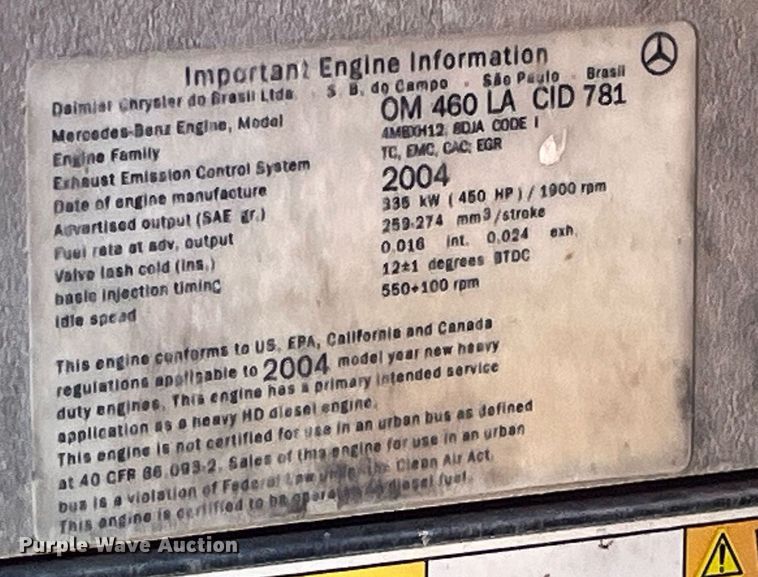 Important Engine Information
Daimler Chrysler do Brasil Ltda. S. B. do Campo - São Paulo - Brasil
Mercedes-Benz Engine, Model OM 460 LA CID 781
Engine Family 4MBXH12.8DJA CODE I
Exhaust Emission Control System TC, EMC, CAC, EGR
Date of engine manufacture 2004
Advertised output (SAE gr.) 335 kW (450 HP) / 1900 rpm
Fuel rate at adv. output 259-274 mm³/stroke
Valve lash cold (ins.) 0.016 int. 0.024 exh.
basic injection timing 12±1 degrees BTDC
Idle speed 550+100 rpm
This engine conforms to US, EPA, California and Canada
regulations applicable to 2004 model year new heavy
duty engines. This engine has a primary intended service
application as a heavy HD diesel engine.
This engine is not certified for use in an urban bus as defined
at 40 CFR 86.093-2. Sales of this engine for use in an urban
bus is a violation of Federal Law under the Clean Air Act.
This engine is certified to be operated on diesel fuel.
Purple Wave Auction